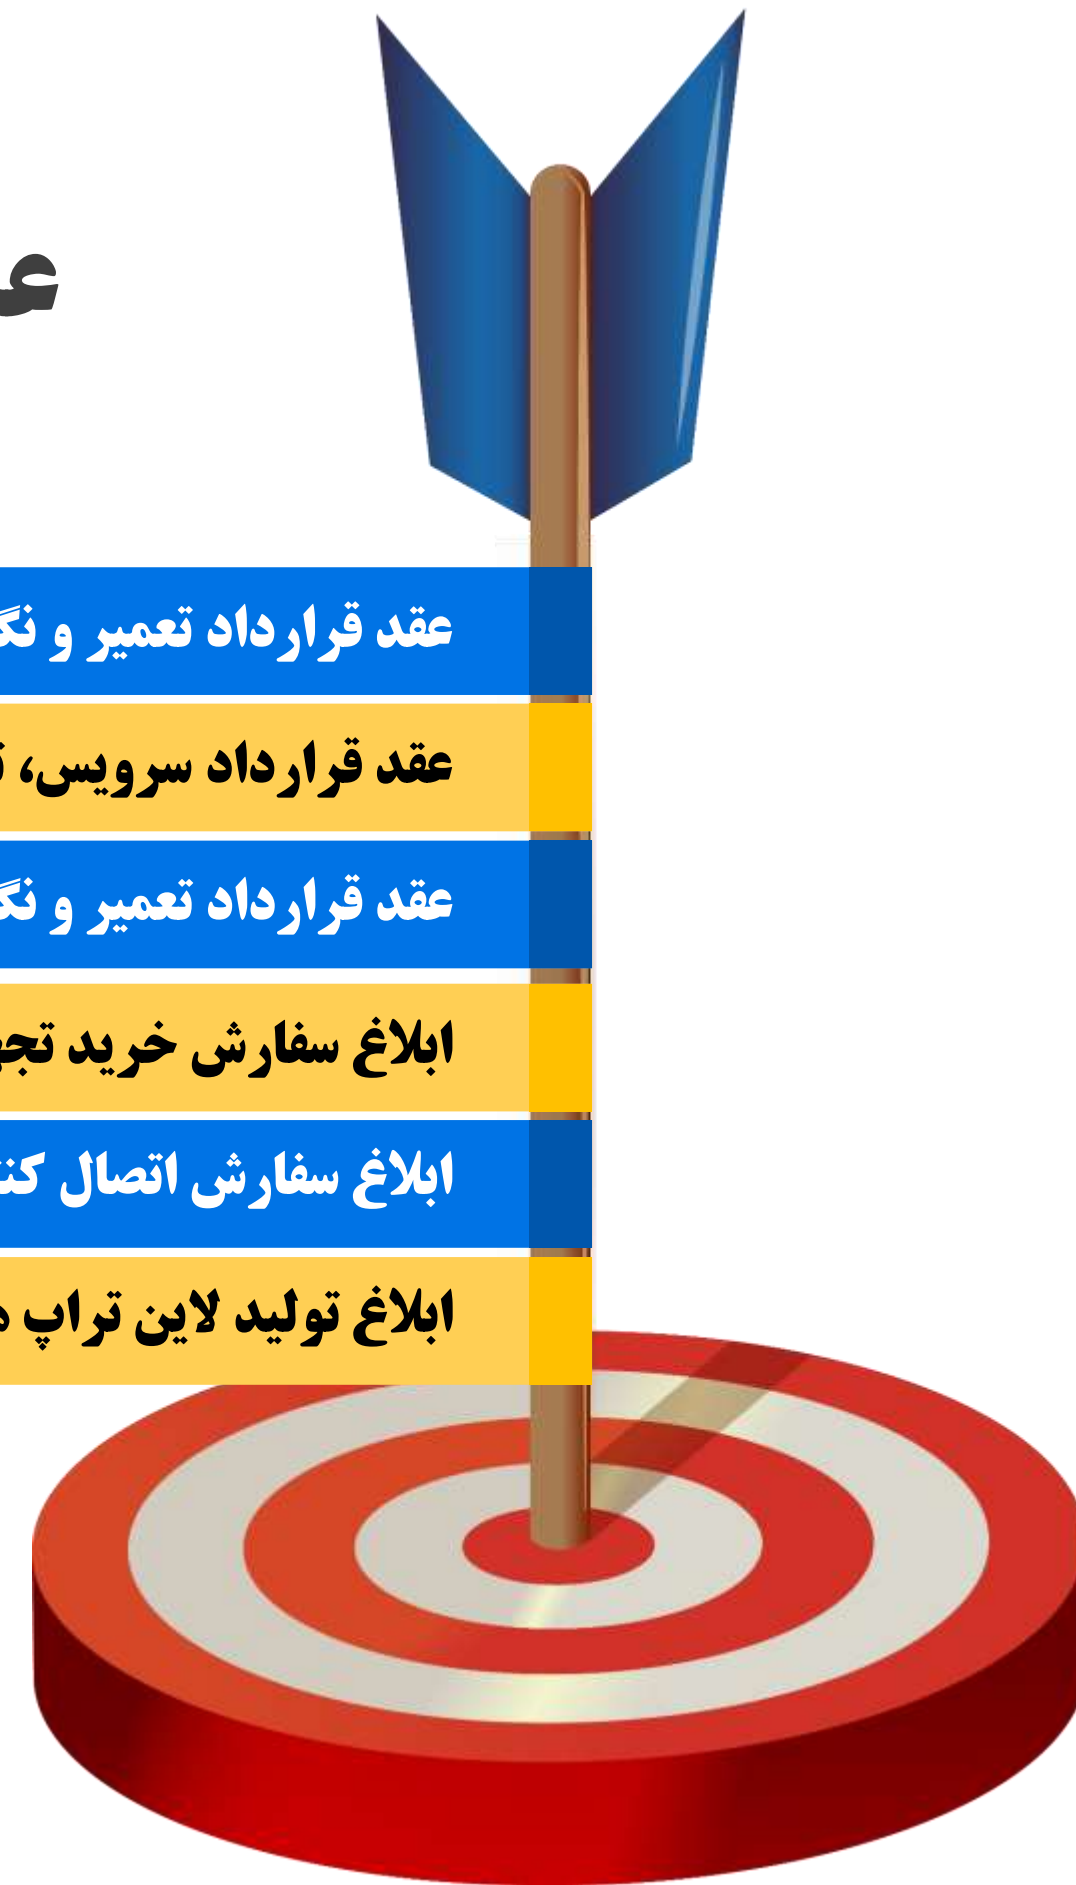 عقد قرارداد تعمیر و
عقد قرارداد سرویس،
عقد قرارداد تعمیر و
ابلاغ سفارش خرید
ابلاغ سفارش اتصال
ابلاغ تولید لاین تراپ